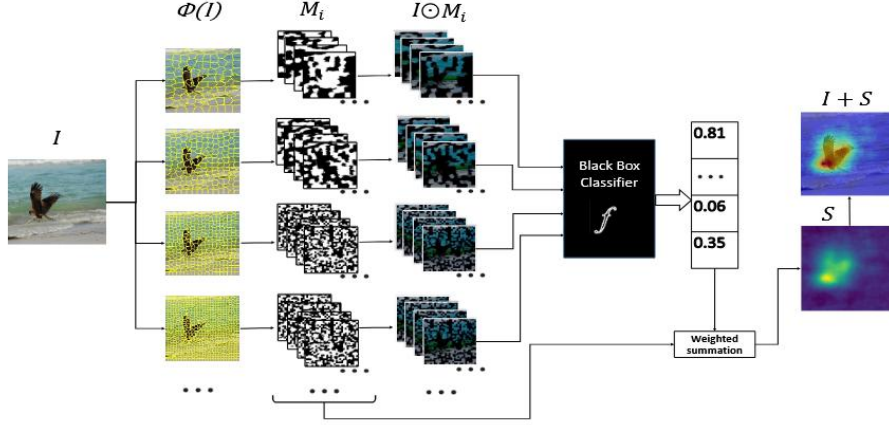 Φ(I)
M_i
I⊙M_i
I
Black Box
Classifier
f
0.81
...
0.06
0.35
I + S
S
Weighted
summation
... ... ...